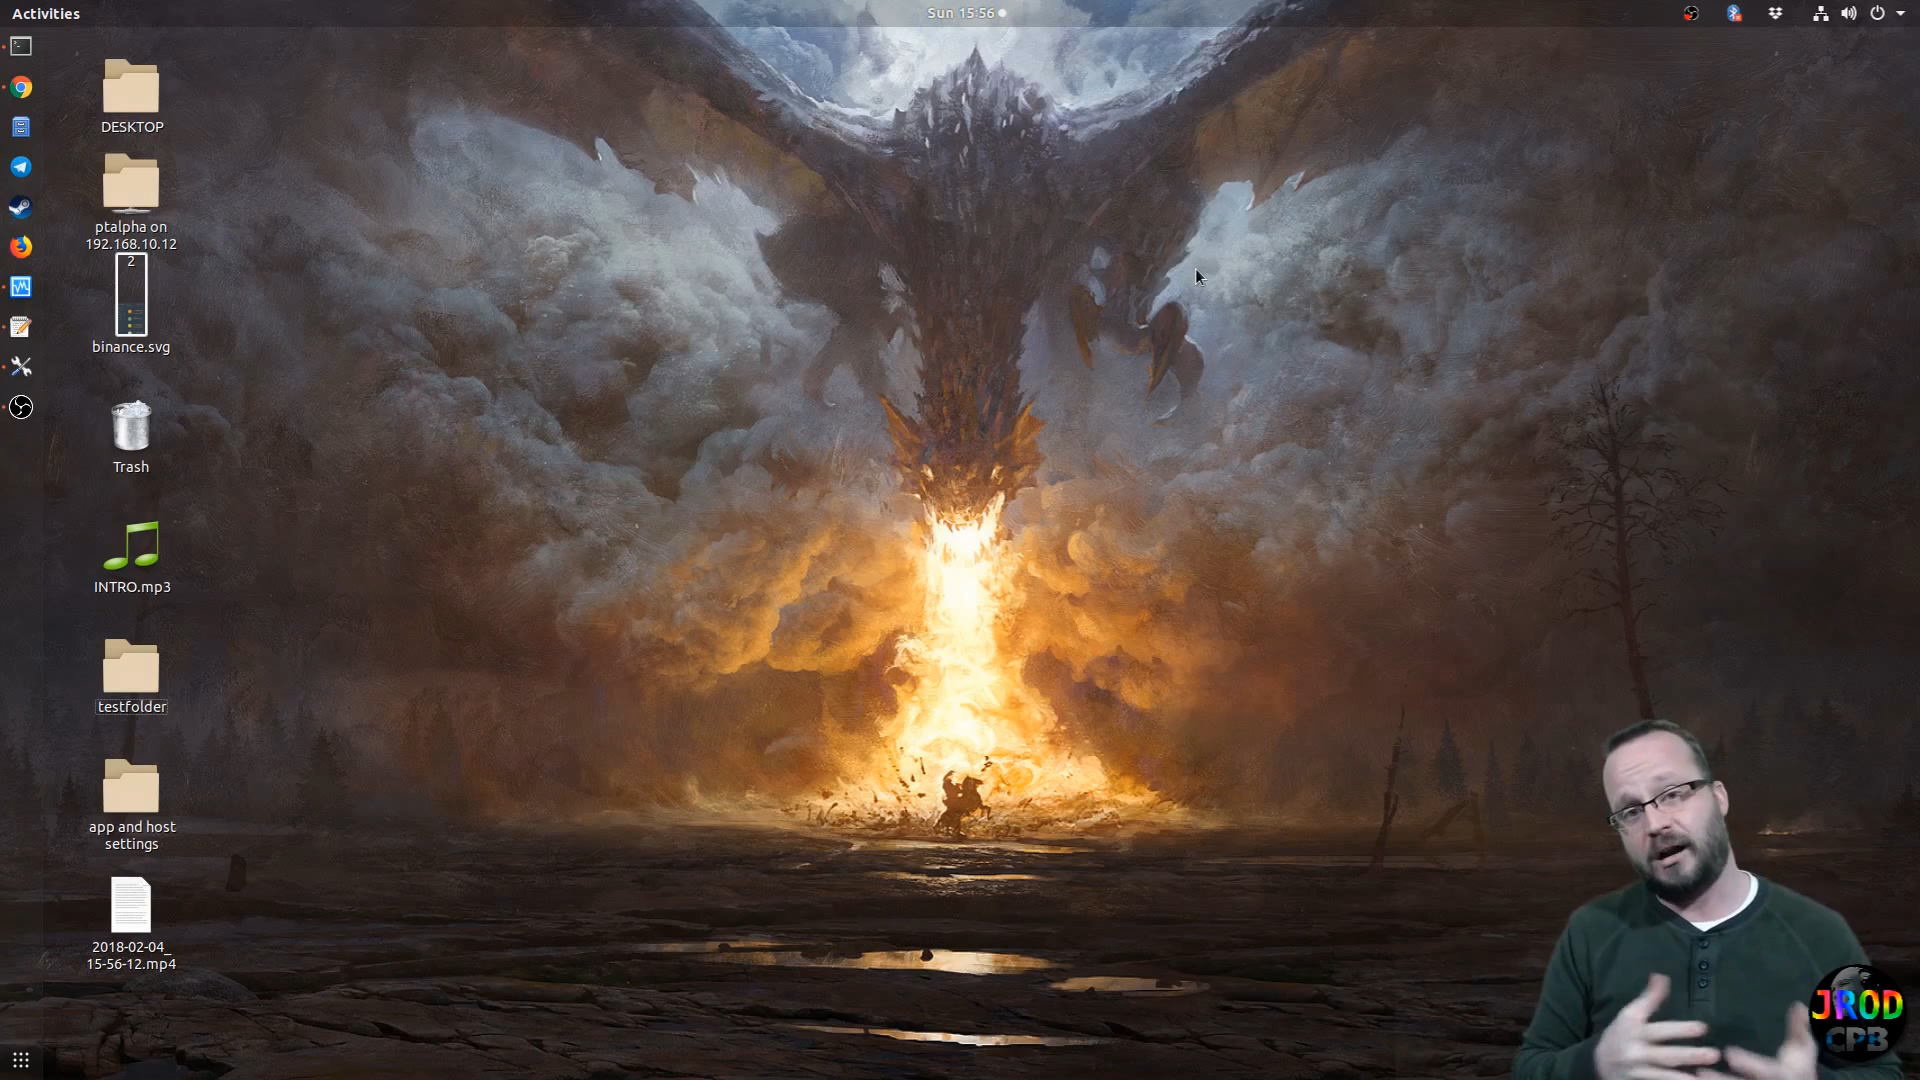 Activities
Sun 15:56
DESKTOP
ptalpha on
192.168.10.12
2
binance.svg
Trash
INTRO.mp3
testfolder
app and host
settings
2018-02-04_
15-56-12.mp4
JROD
CPB